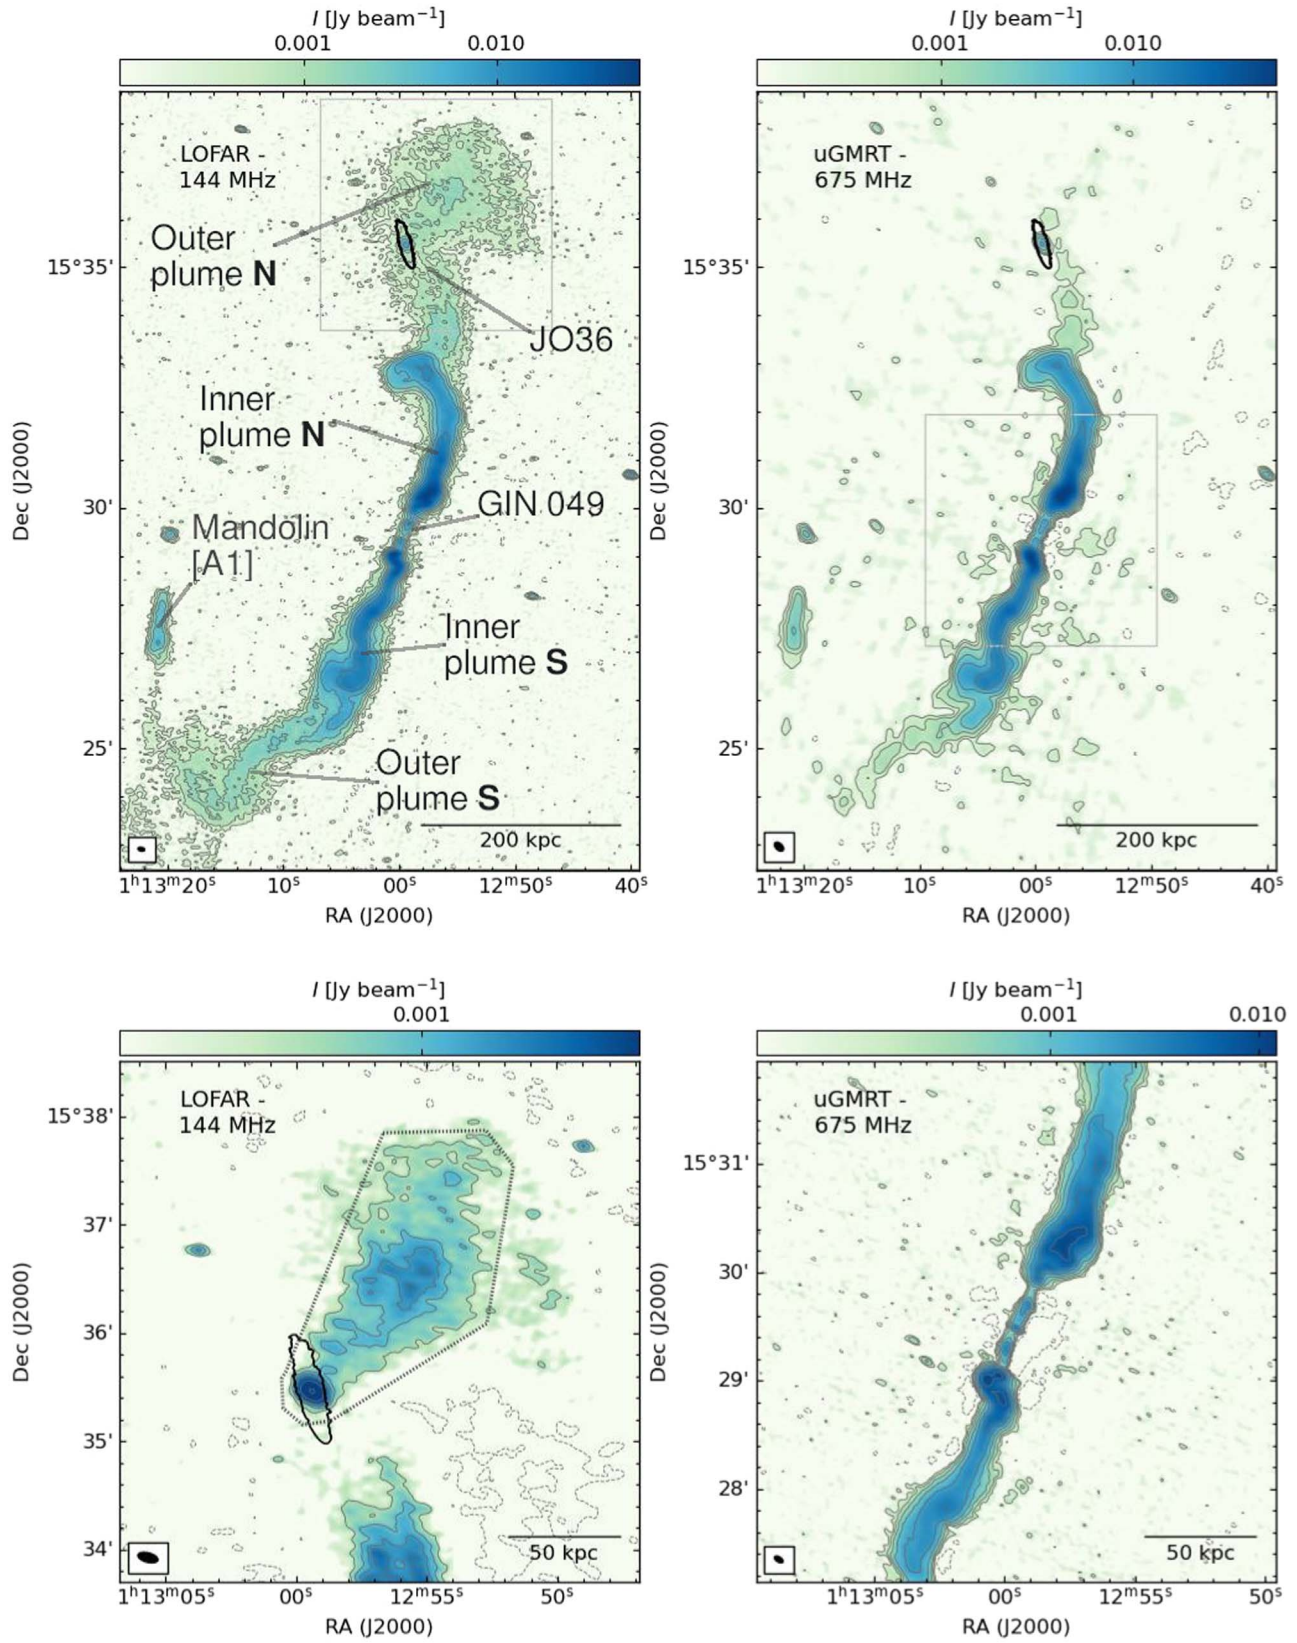 I [Jy beam⁻¹]
0.001 0.010
LOFAR -
144 MHz
Outer
plume N
JO36
Inner
plume N
GIN 049
Mandolin
[A1]
Inner
plume S
Outer
plume S
200 kpc
15°35'
30'
25'
Dec (J2000)
1ʰ13ᵐ20ˢ 10ˢ 00ˢ 12ᵐ50ˢ 40ˢ
RA (J2000)
I [Jy beam⁻¹]
0.001 0.010
uGMRT -
675 MHz
200 kpc
15°35'
30'
25'
Dec (J2000)
1ʰ13ᵐ20ˢ 10ˢ 00ˢ 12ᵐ50ˢ 40ˢ
RA (J2000)
I [Jy beam⁻¹]
0.001
LOFAR -
144 MHz
50 kpc
15°38'
37'
36'
35'
34'
Dec (J2000)
1ʰ13ᵐ05ˢ 00ˢ 12ᵐ55ˢ 50ˢ
RA (J2000)
I [Jy beam⁻¹]
0.001 0.010
uGMRT -
675 MHz
50 kpc
15°31'
30'
29'
28'
Dec (J2000)
1ʰ13ᵐ05ˢ 00ˢ 12ᵐ55ˢ 50ˢ
RA (J2000)